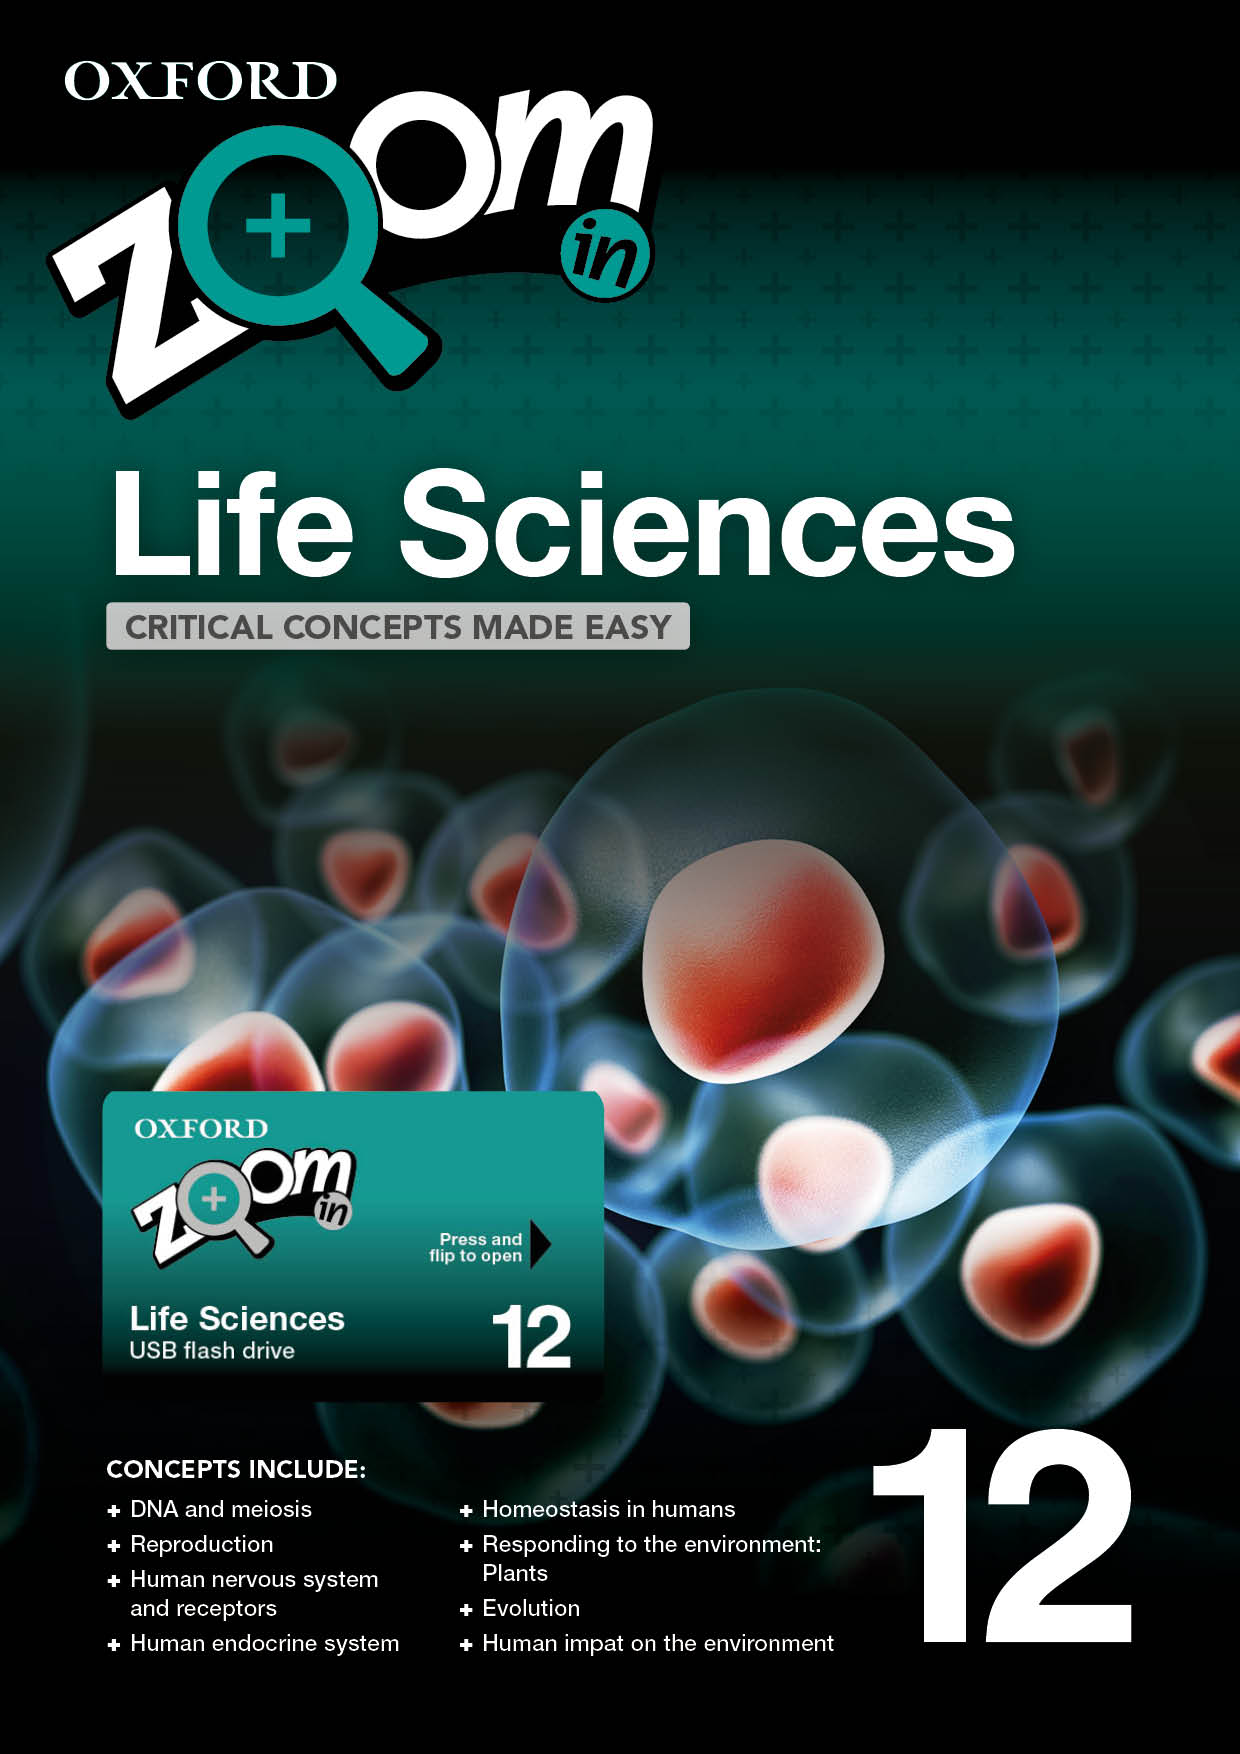 OXFORD
Zoom
in
Life Sciences
CRITICAL CONCEPTS MADE EASY
OXFORD
Zoom
in
Press and
flip to open
Life Sciences
USB flash drive
12
CONCEPTS INCLUDE:
+ DNA and meiosis
+ Reproduction
+ Human nervous system
and receptors
+ Human endocrine system
+ Homeostasis in humans
+ Responding to the environment:
Plants
+ Evolution
+ Human impat on the environment
12